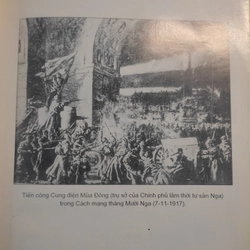 Tiến công Cung điện Mùa Đông (trụ sở của Chính phủ lâm thời tư sản Nga)
trong Cách mạng tháng Mười Nga (7-11-1917).